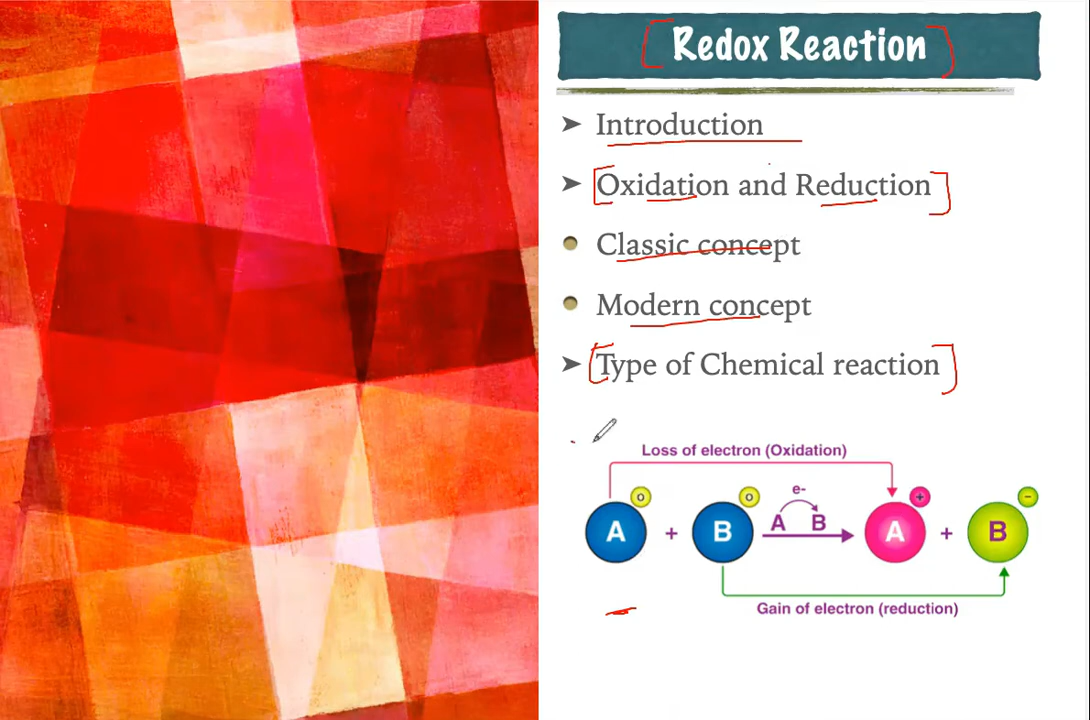 Redox Reaction
➤ Introduction
➤ Oxidation and Reduction
● Classic concept
● Modern concept
➤ Type of Chemical reaction
Loss of electron (Oxidation)
A o + B o A e- B A + + B −
Gain of electron (reduction)